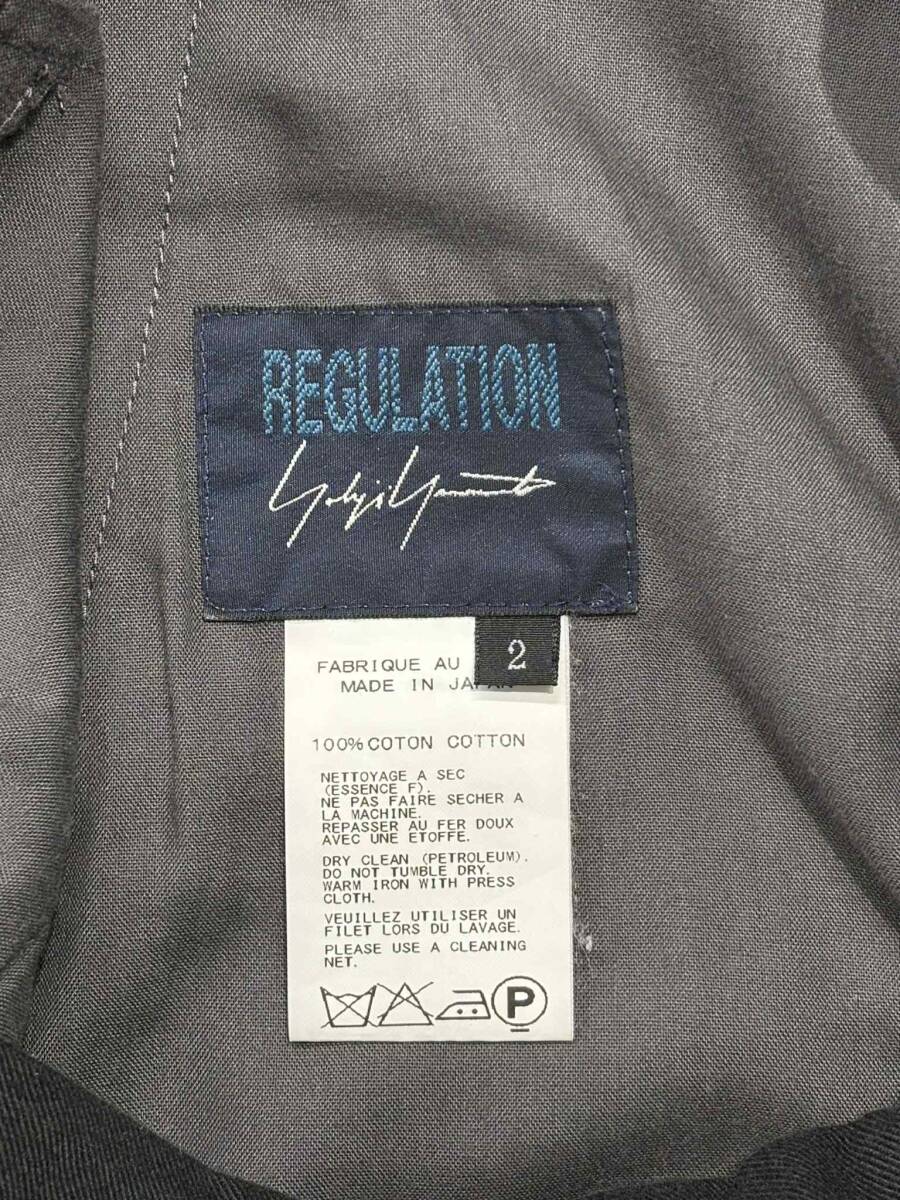 REGULATION
Yohji Yamamoto
2
FABRIQUE AU
MADE IN JAPAN
100% COTON COTTON
NETTOYAGE A SEC
(ESSENCE F).
NE PAS FAIRE SECHER A
LA MACHINE.
REPASSER AU FER DOUX
AVEC UNE ETOFFE.
DRY CLEAN (PETROLEUM).
DO NOT TUMBLE DRY.
WARM IRON WITH PRESS
CLOTH.
VEUILLEZ UTILISER UN
FILET LORS DU LAVAGE.
PLEASE USE A CLEANING
NET.
P